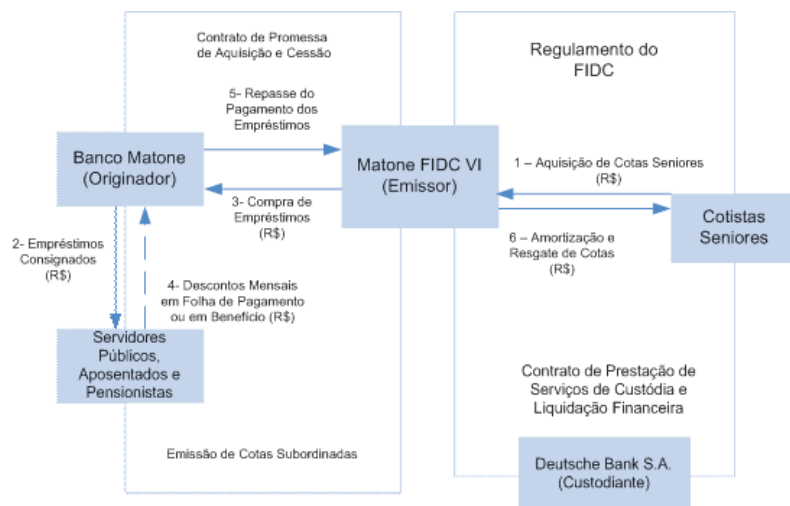 Contrato de Promessa
de Aquisição e Cessão
Regulamento do
FIDC
5- Repasse do
Pagamento dos
Empréstimos
Banco Matone
(Originador)
Matone FIDC VI
(Emissor)
1 – Aquisição de Cotas Seniores
(R$)
3- Compra de
Empréstimos
(R$)
Cotistas
Seniores
2- Empréstimos
Consignados
(R$)
6 – Amortização e
Resgate de Cotas
(R$)
4- Descontos Mensais
em Folha de Pagamento
ou em Benefício (R$)
Servidores
Públicos,
Aposentados e
Pensionistas
Contrato de Prestação de
Serviços de Custódia e
Liquidação Financeira
Emissão de Cotas Subordinadas
Deutsche Bank S.A.
(Custodiante)